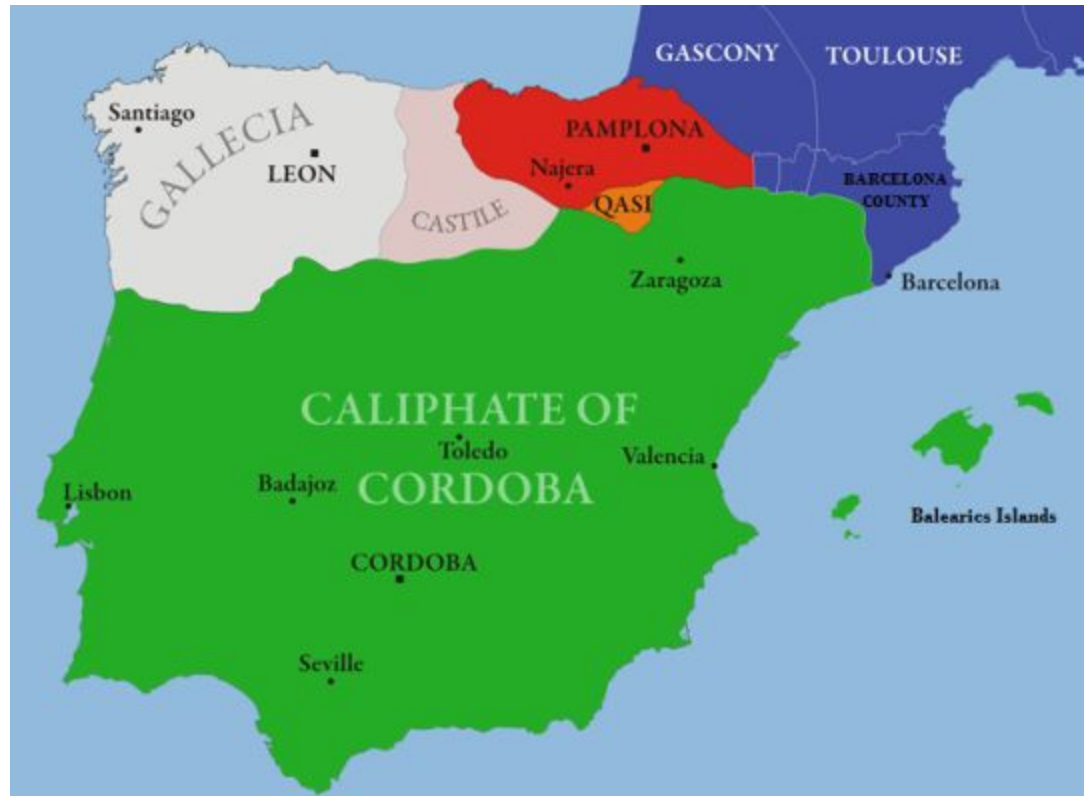 GASCONY
TOULOUSE
Santiago
GALLECIA
LEON
PAMPLONA
Najera
BARCELONA
COUNTY
CASTILE
QASI
Zaragoza
Barcelona
CALIPHATE OF
Toledo
CORDOBA
Valencia
Badajoz
Lisbon
Balearics Islands
CORDOBA
Seville